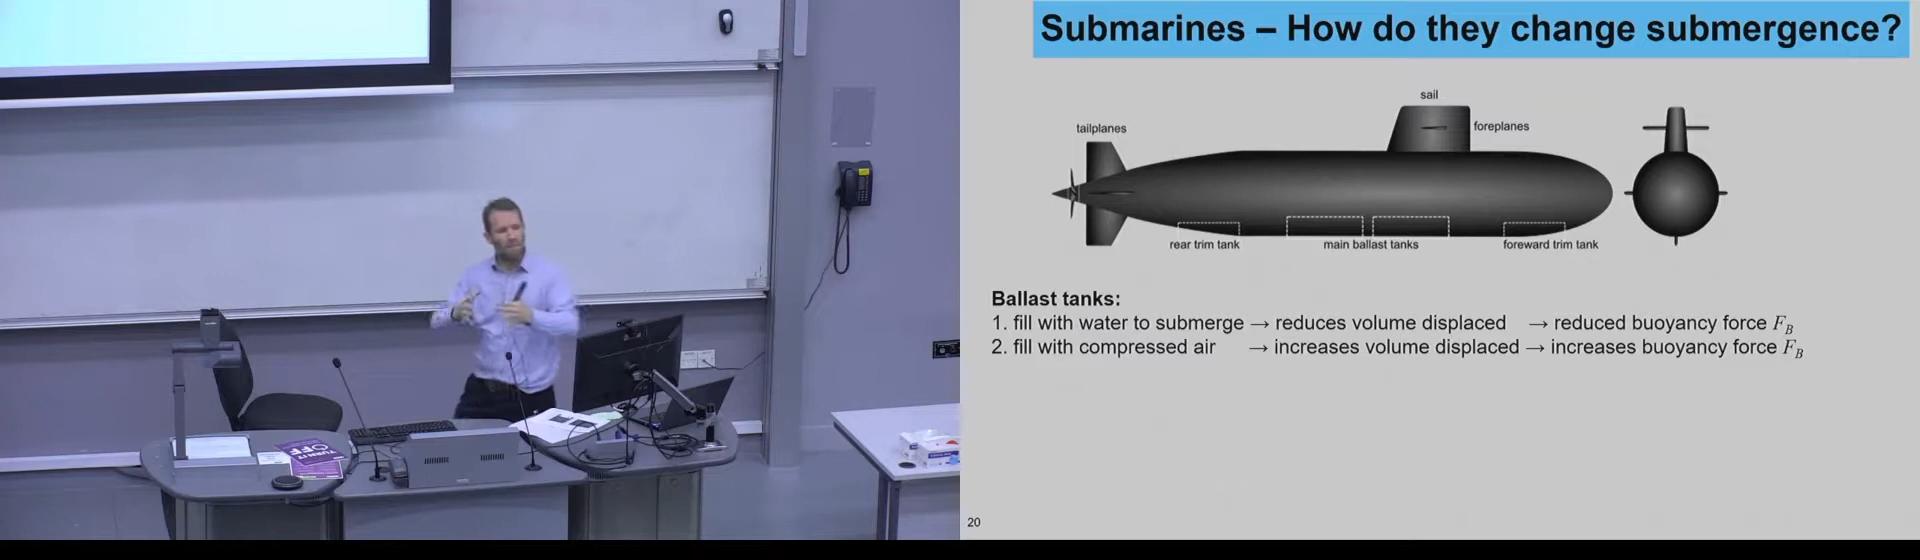 Submarines – How do they change submergence?
sail
tailplanes
foreplanes
rear trim tank
main ballast tanks
foreward trim tank
Ballast tanks:
1. fill with water to submerge → reduces volume displaced → reduced buoyancy force F_B
2. fill with compressed air → increases volume displaced → increases buoyancy force F_B
20
TURN IT
OFF